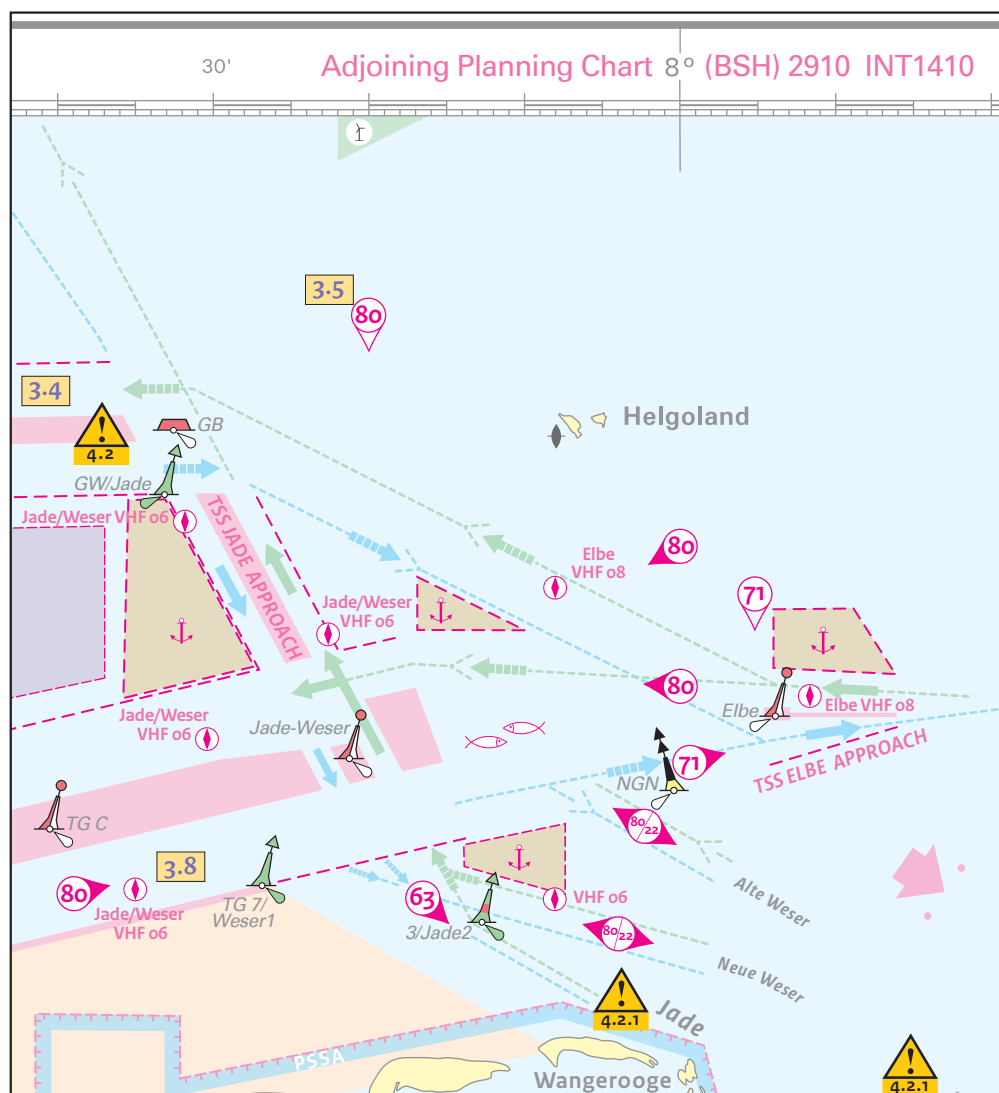 30'
Adjoining Planning Chart 8° (BSH) 2910 INT1410
3.5
80
3.4
!
4.2
GB
GW/Jade
Helgoland
Jade/Weser VHF 06
TSS JADE APPROACH
Elbe
VHF 08
80
71
Jade/Weser
VHF 06
80
Jade/Weser
VHF 06
Jade-Weser
Elbe
Elbe VHF 08
TSS ELBE APPROACH
71
NGN
TG C
80/22
3.8
80
Jade/Weser
VHF 06
TG 7/
Weser1
63
3/Jade2
VHF 06
80/22
Alte Weser
Neue Weser
!
4.2.1
Jade
PSSA
Wangerooge
!
4.2.1